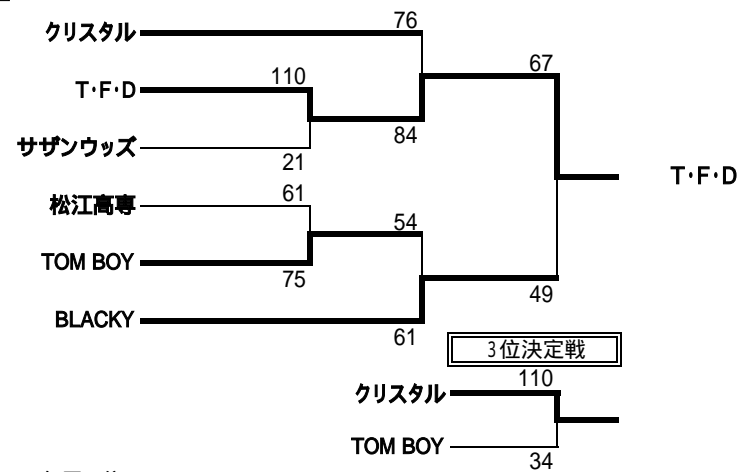 76
クリスタル
67
110
T・F・D
84
サザンウッズ
21
T・F・D
61
松江高専
54
TOM BOY
75
49
BLACKY
61
3位決定戦
110
クリスタル
TOM BOY
34